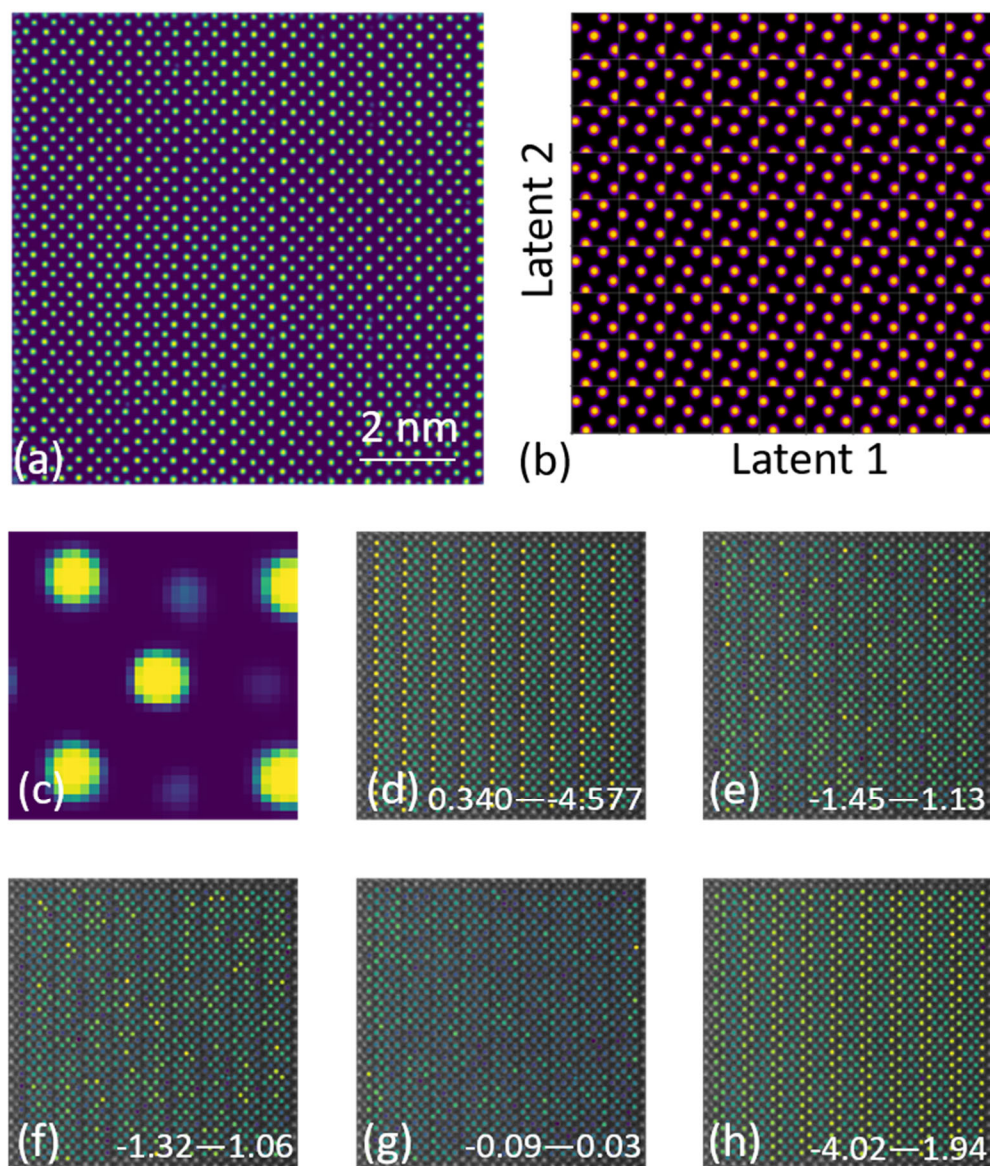 2 nm
(a)
Latent 2
(b)
Latent 1
(c)
(d)
0.340—-4.577
(e)
-1.45—1.13
(f)
-1.32—1.06
(g)
-0.09—0.03
(h)
-4.02—1.94